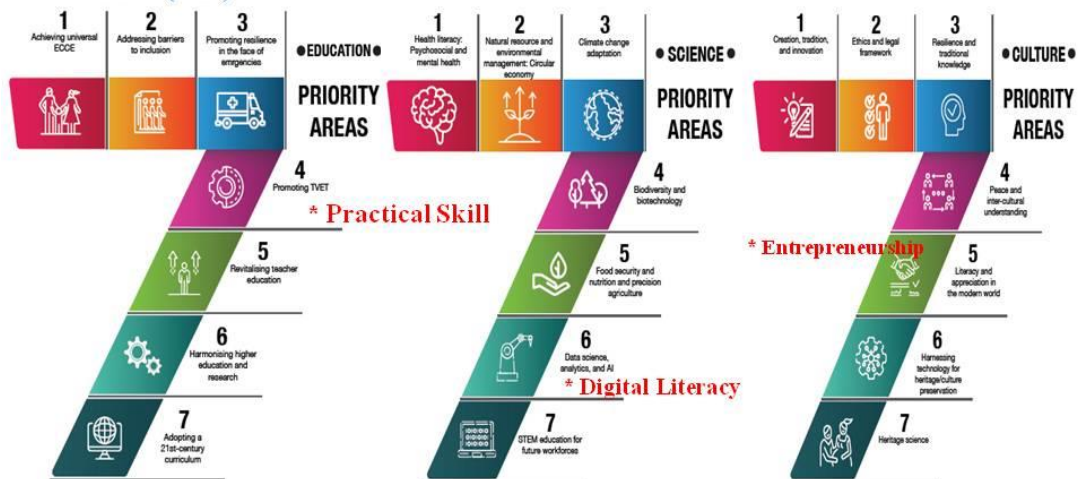 1
Achieving universal
ECCE
2
Addressing barriers
to inclusion
3
Promoting resilience
in the face of
emrgencies
• EDUCATION •
PRIORITY
AREAS
4
Promoting TVET
* Practical Skill
5
Revitalising teacher
education
6
Harmonising higher
education and
research
7
Adopting a
21st-century
curriculum
1
Health literacy:
Psychosocial and
mental health
2
Natural resource and
environmental
management: Circular
economy
3
Climate change
adaptation
• SCIENCE •
PRIORITY
AREAS
4
Biodiversity and
biotechnology
5
Food security and
nutrition and precision
agriculture
6
Data science,
analytics, and AI
* Digital Literacy
7
STEM education for
future workforces
1
Creation, tradition,
and innovation
2
Ethics and legal
framework
3
Resilience and
traditional
knowledge
• CULTURE •
PRIORITY
AREAS
4
Peace and
inter-cultural
understanding
* Entrepreneurship
5
Literacy and
appreciation in
the modern world
6
Harnessing
technology for
heritage/culture
preservation
7
Heritage science